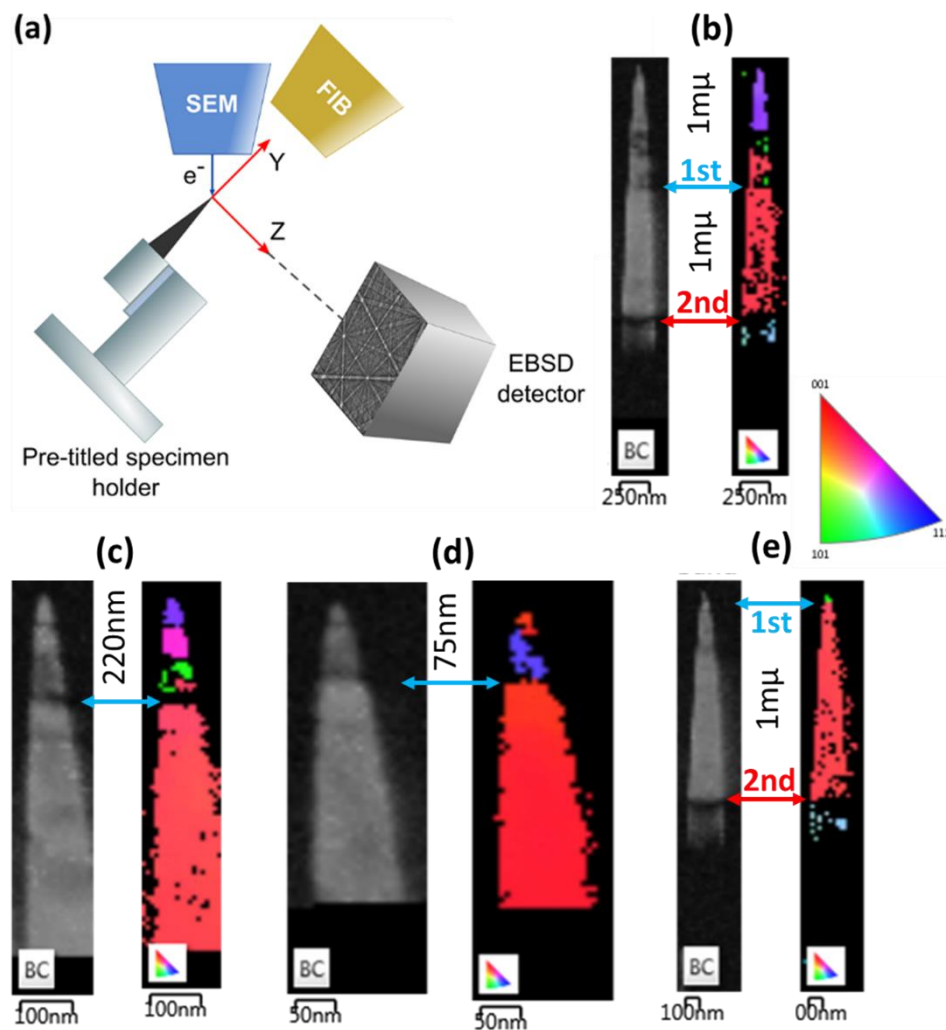 (a)
SEM
FIB
e-
Y
Z
EBSD
detector
Pre-titled specimen
holder
(b)
1mμ
1st
1mμ
2nd
BC
250nm
250nm
001
101
(c)
220nm
BC
100nm
100nm
(d)
75nm
BC
50nm
50nm
(e)
1st
1mμ
2nd
BC
100nm
00nm